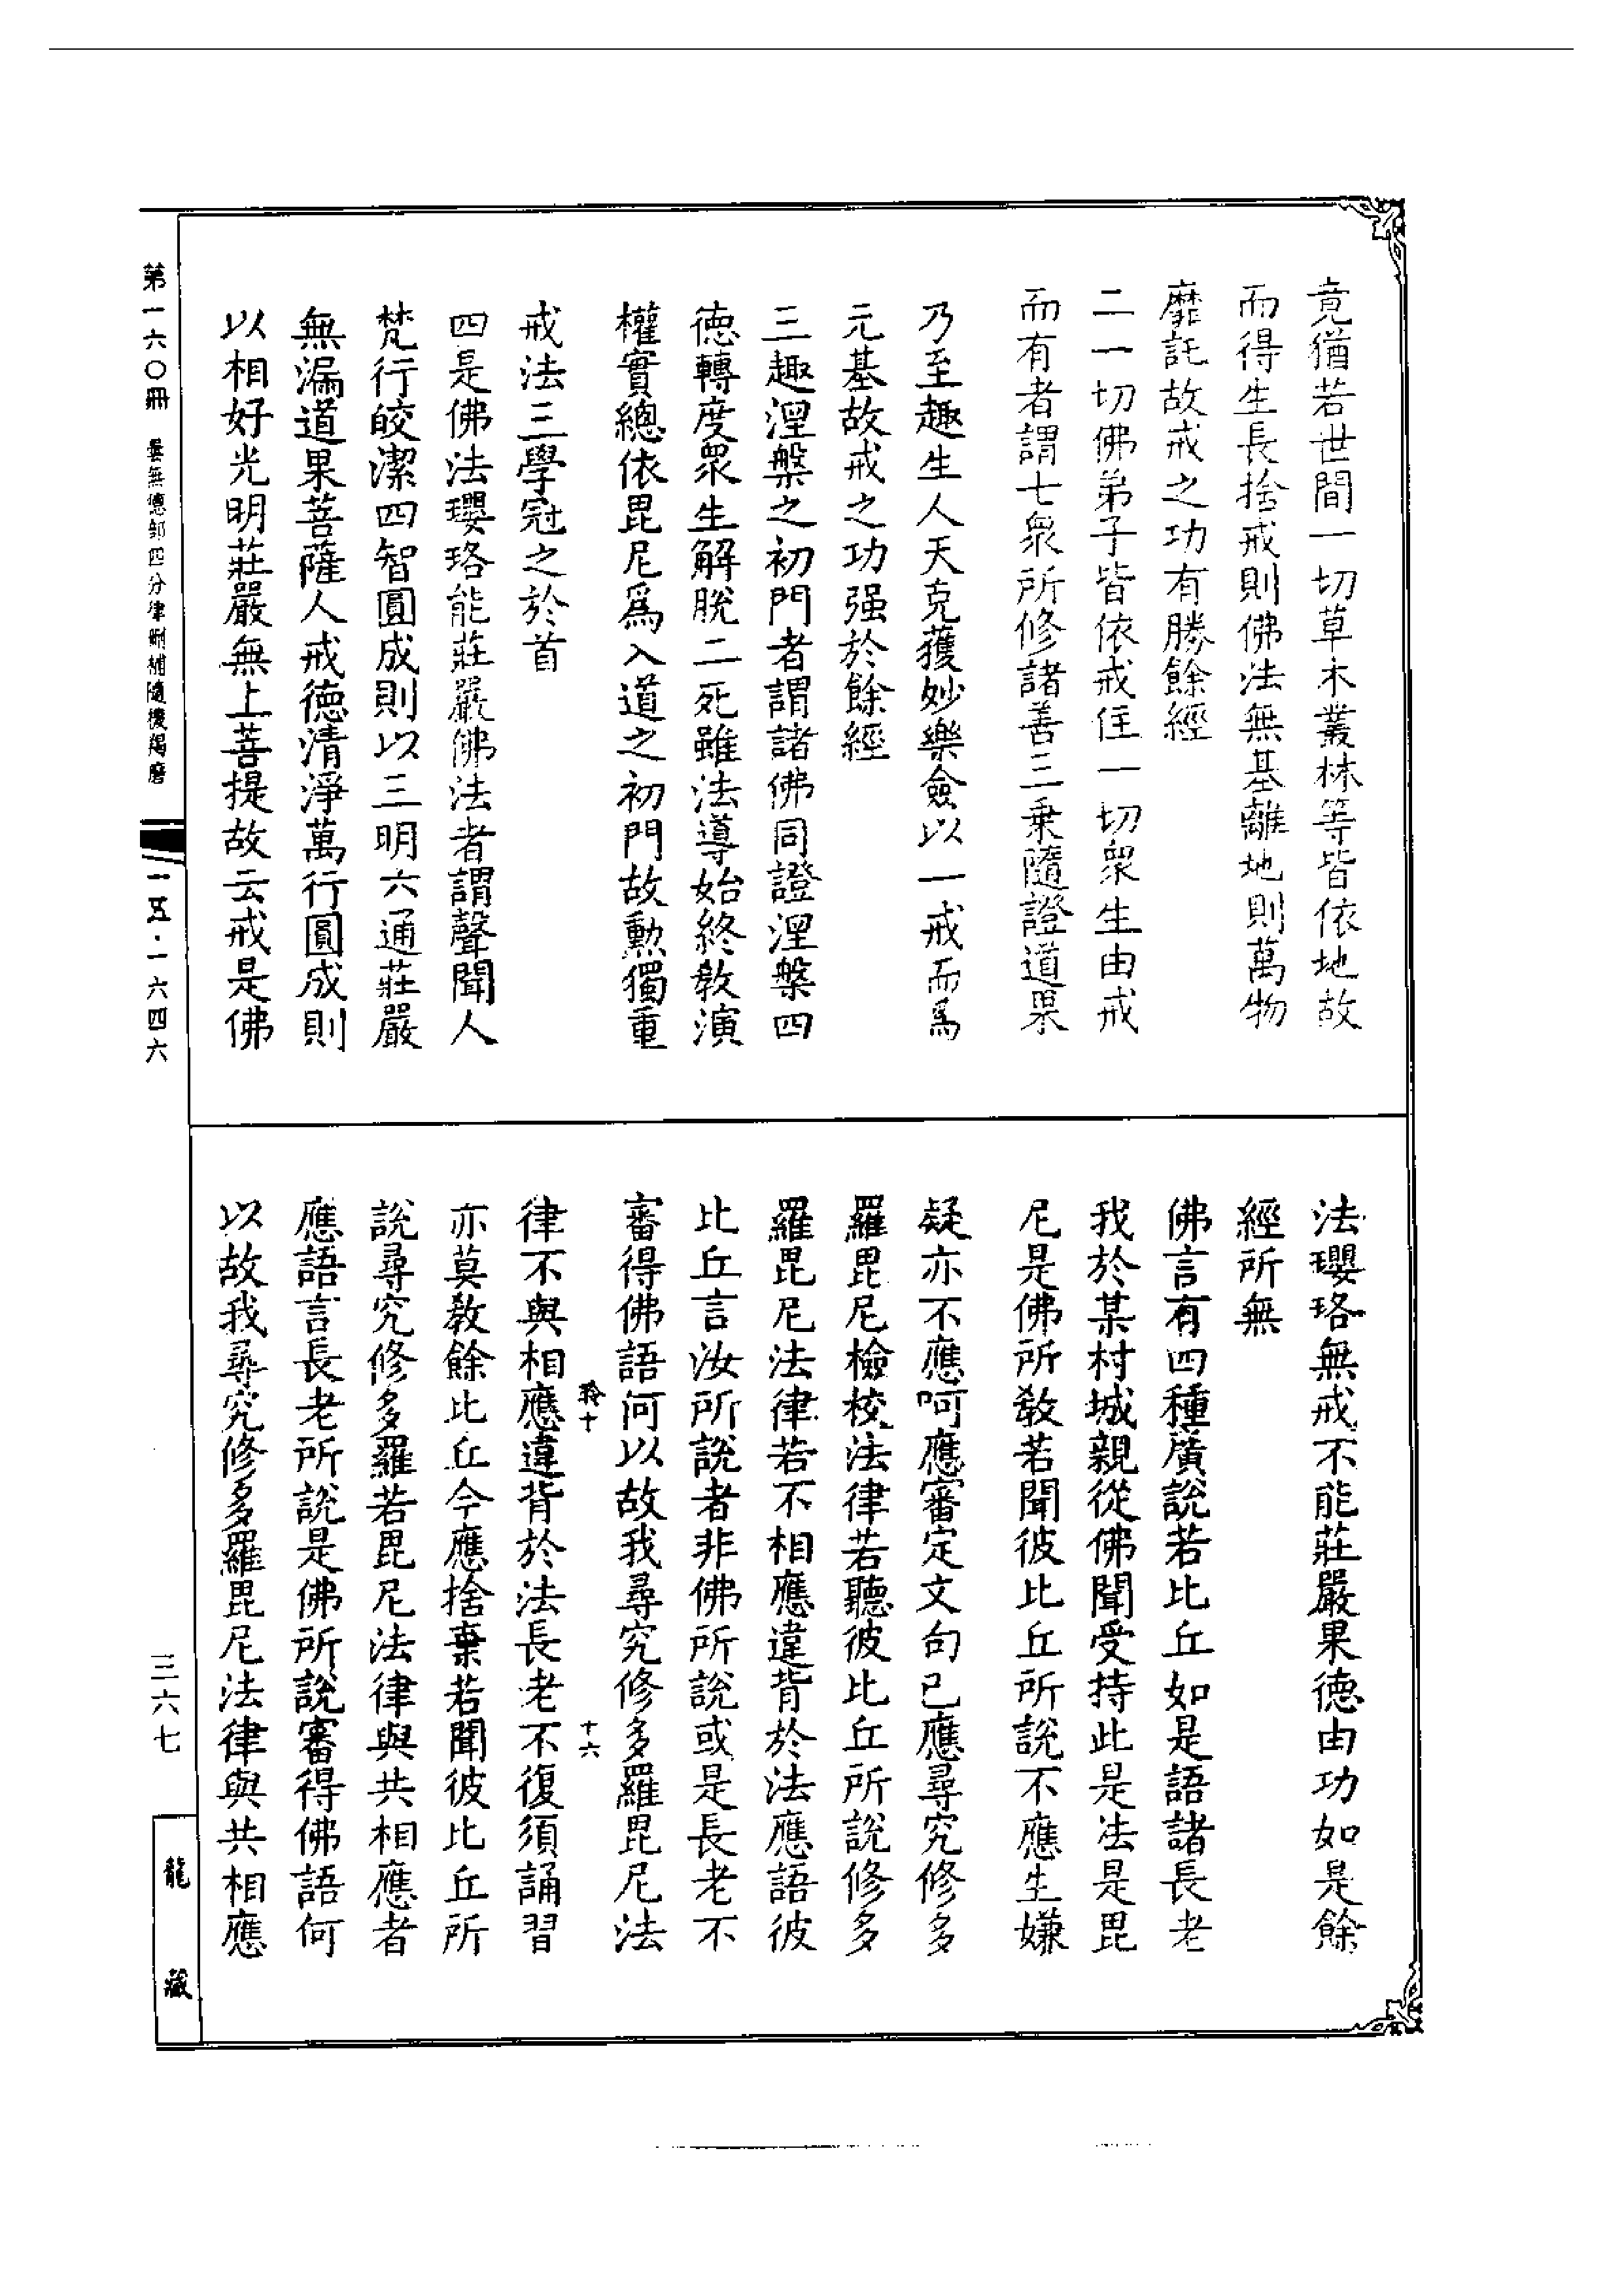 竟猶若世間一切草木叢林等皆依地故
而得生長捨戒則佛法無基離地則萬物
靡託故戒之功有勝餘經
二一切佛弟子皆依戒住一切衆生由戒
而有者謂七衆所修諸善三乗隨證道果
乃至趣生人天克獲妙樂僉以一戒而爲
元基故戒之功强於餘經
三趣涅槃之初門者謂諸佛同證涅槃四
德轉度衆生解脫二死雖法導始終教演
權實總依毘尼爲入道之初門故勳獨重
戒法三學冠之於首
四是佛法瓔珞能莊嚴佛法者謂聲聞人
梵行皎潔四智圓成則以三明六通莊嚴
無漏道果菩薩人戒德清淨萬行圓成則
以相好光明莊嚴無上菩提故云戒是佛
法瓔珞無戒不能莊嚴果德由功如是餘
經所無
佛言有四種廣說若比丘如是語諸長老
我於某村城親從佛聞受持此是法是毘
尼是佛所教若聞彼比丘所說不應生嫌
疑亦不應呵應審定文句已應尋究修多
羅毘尼檢校法律若聽彼比丘所說修多
羅毘尼法律若不相應違背於法應語彼
比丘言汝所說者非佛所說或是長老不
審得佛語何以故我尋究修多羅毘尼法
律不與相應違背於法長老不復須誦習
亦莫教餘比丘今應捨棄若聞彼比丘所
說尋究修多羅若毘尼法律與共相應者
應語言長老所說是佛所說審得佛語何
以故我尋究修多羅毘尼法律與共相應
十六
第一六〇冊 曇無德部四分律刪補隨機羯磨
一五·一六四六
三六七
龍藏